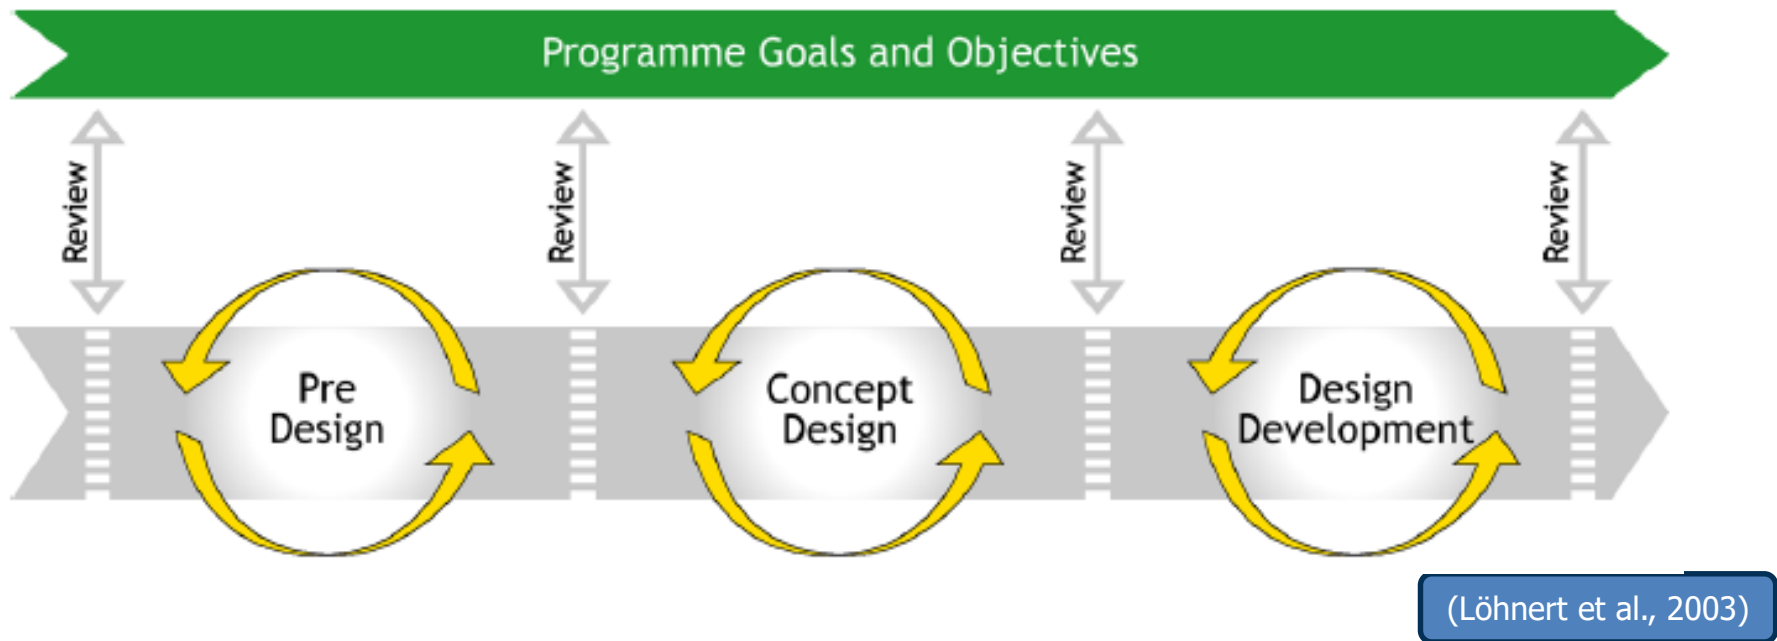 Programme Goals and Objectives
Review
Review
Review
Review
Pre
Design
Concept
Design
Design
Development
(Löhnert et al., 2003)